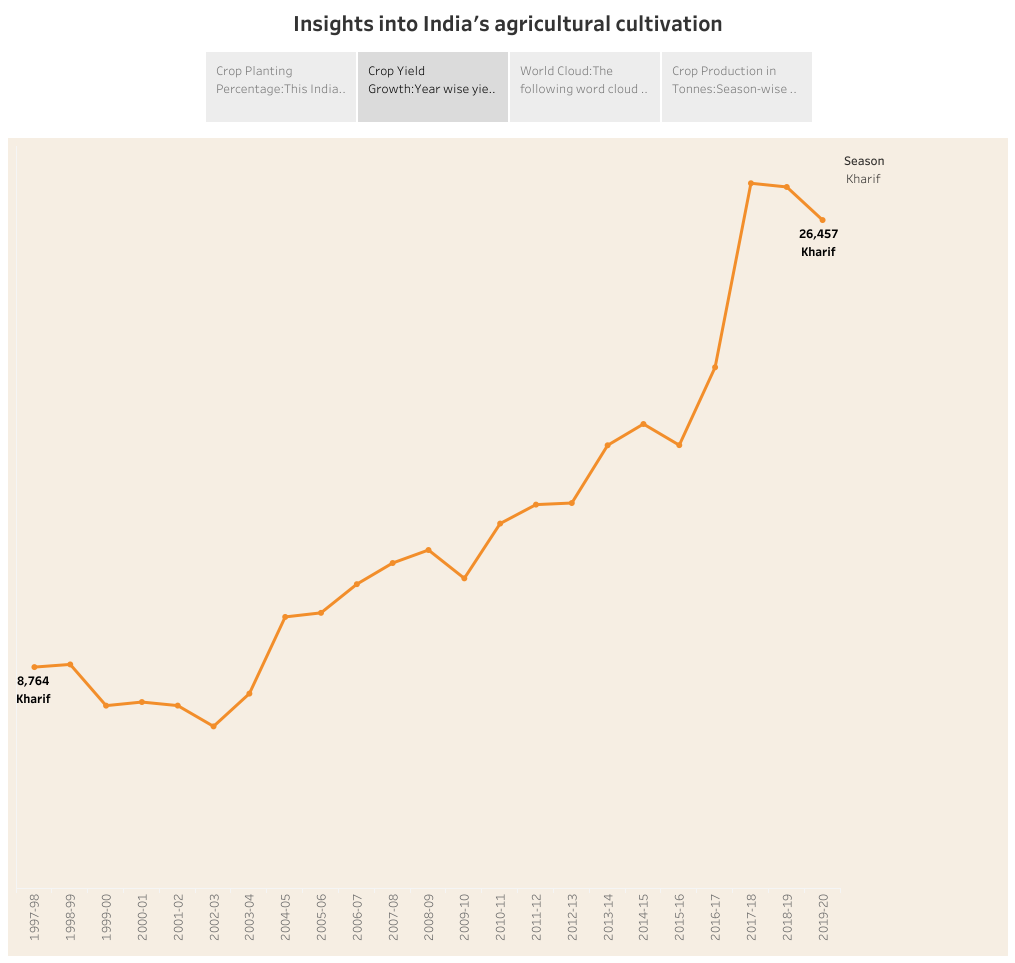 Insights into India's agricultural cultivation
Crop Planting
Percentage:This India..
Crop Yield
Growth:Year wise yie..
World Cloud:The
following word cloud ..
Crop Production in
Tonnes:Season-wise ..
Season
Kharif
26,457
Kharif
8,764
Kharif
1997-98
1998-99
1999-00
2000-01
2001-02
2002-03
2003-04
2004-05
2005-06
2006-07
2007-08
2008-09
2009-10
2010-11
2011-12
2012-13
2013-14
2014-15
2015-16
2016-17
2017-18
2018-19
2019-20